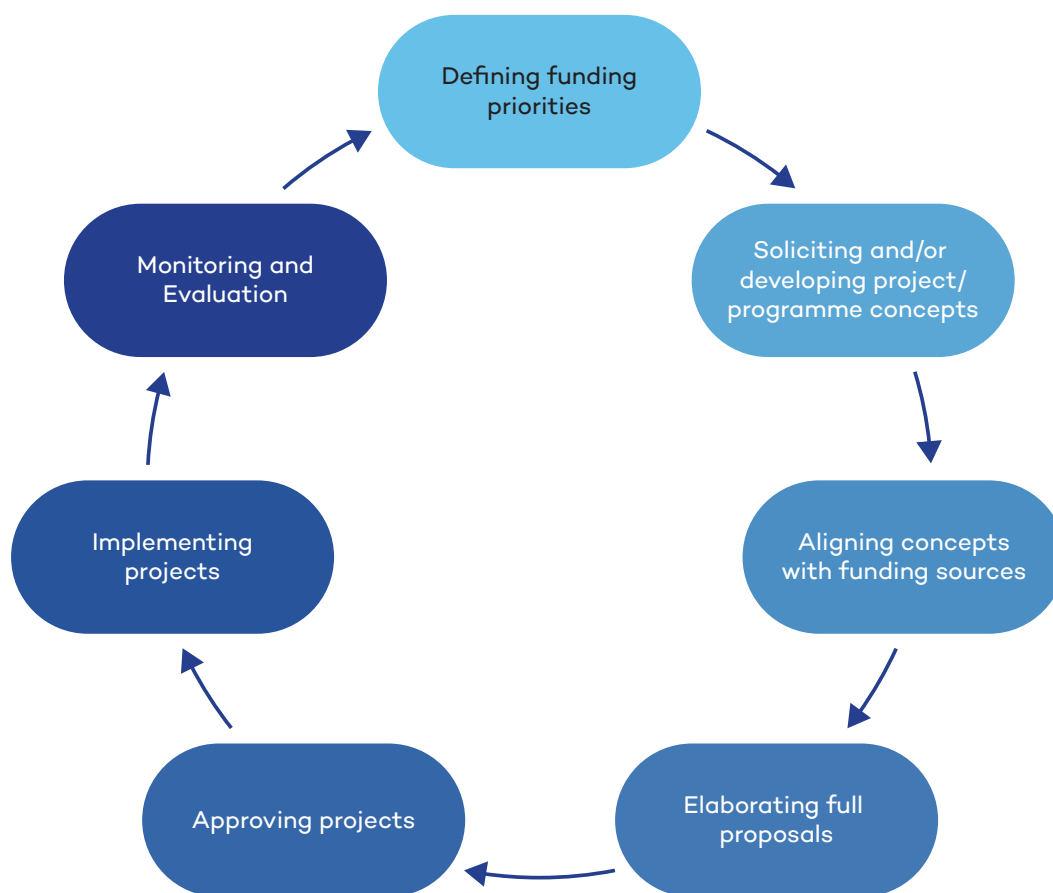 Defining funding
priorities
Soliciting and/or
developing project/
programme concepts
Aligning concepts
with funding sources
Elaborating full
proposals
Approving projects
Implementing
projects
Monitoring and
Evaluation